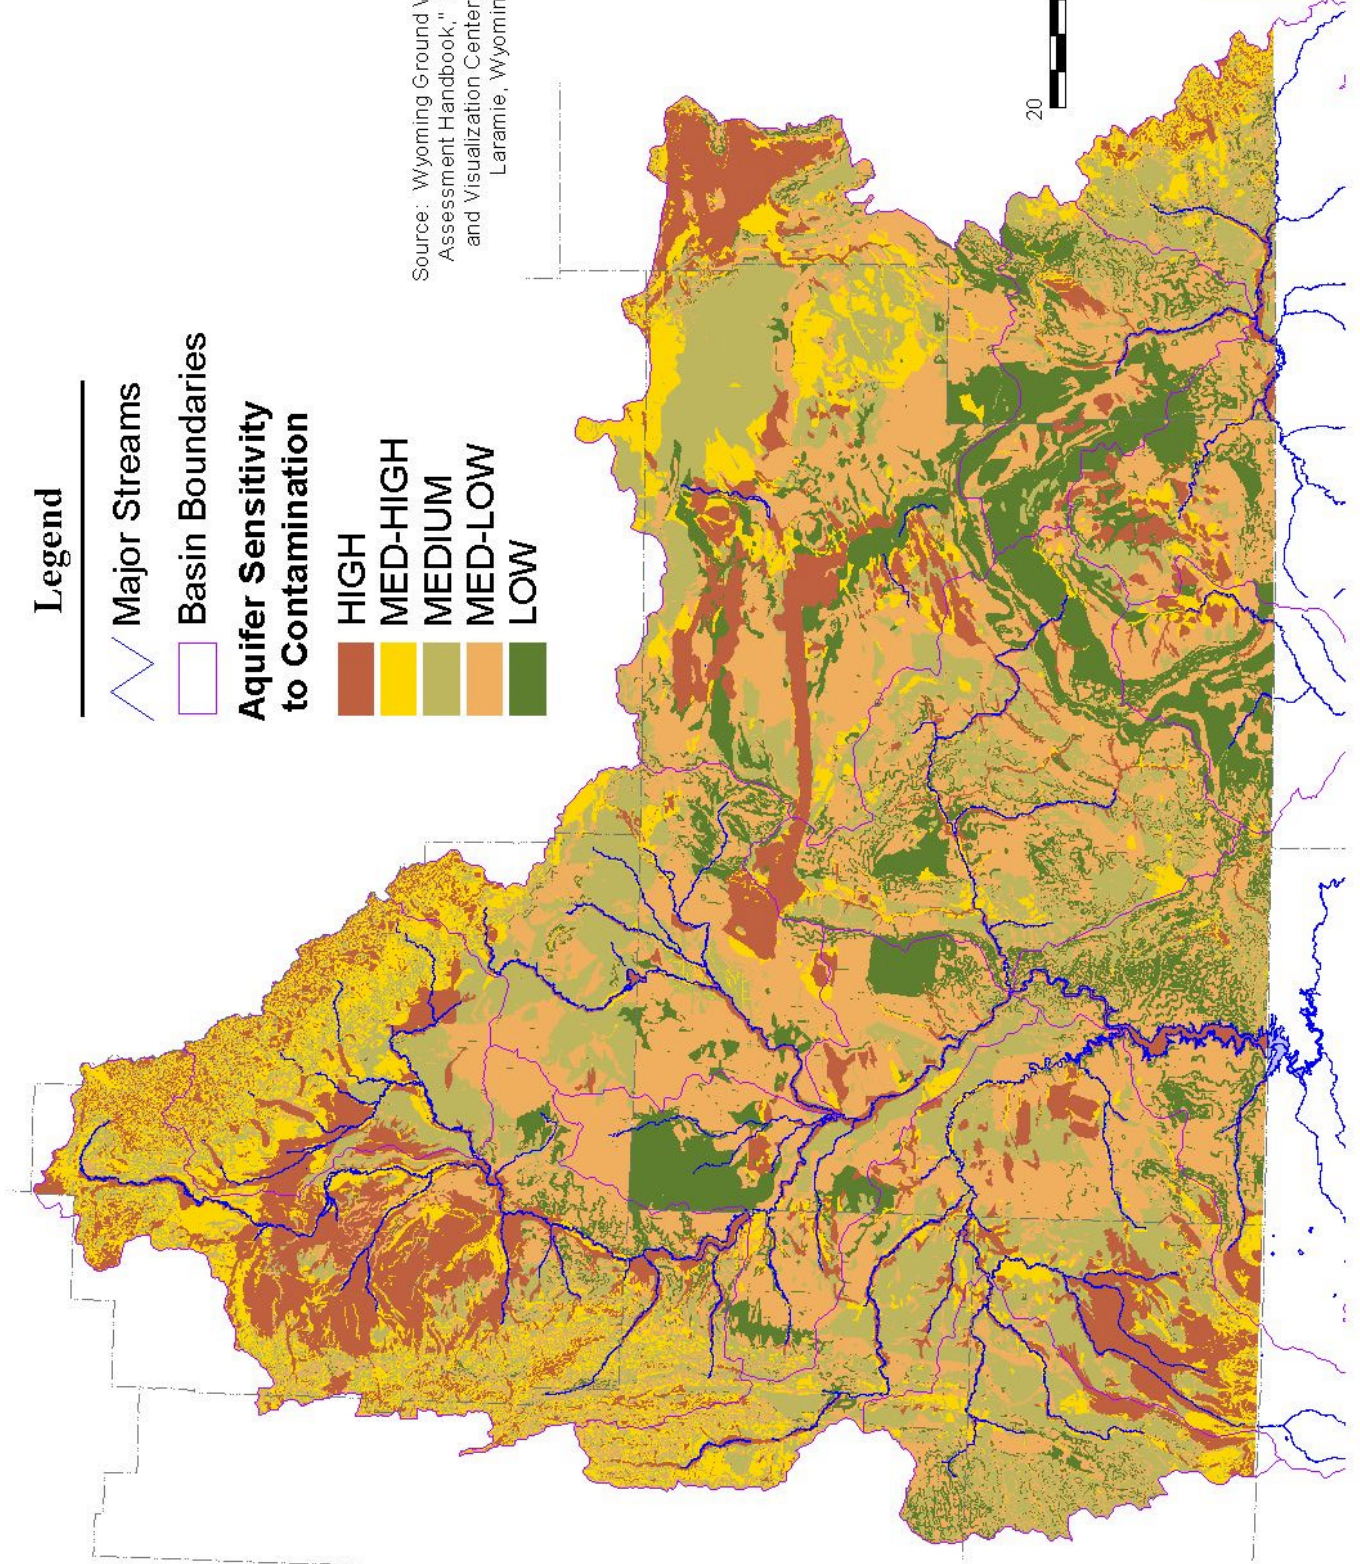 Legend
Major Streams
Basin Boundaries
Aquifer Sensitivity
to Contamination
HIGH
MED-HIGH
MEDIUM
MED-LOW
LOW
Source: Wyoming Ground
Assessment Handbook,"
and Visualization Center
Laramie,
20